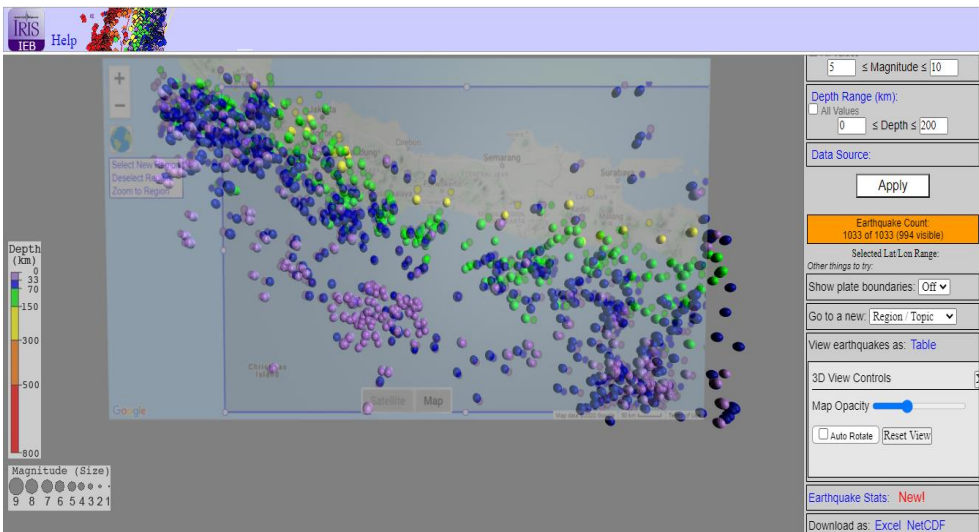 IRIS
IEB
Help
5 ≤ Magnitude ≤ 10
Depth Range (km):
All Values
0 ≤ Depth ≤ 200
Data Source:
Apply
Earthquake Count:
1033 of 1033 (994 visible)
Selected Lat/Lon Range:
Other things to try:
Show plate boundaries: Off
Go to a new: Region / Topic
View earthquakes as: Table
3D View Controls
Map Opacity
Auto Rotate
Reset View
Earthquake Stats: New!
Download as: Excel NetCDF
+
−
Select New
Deselect
Zoom to Region
Cirebon
Semarang
Christmas
Island
Satellite
Map
Google
Depth
(km)
0
33
70
150
300
500
800
Magnitude (Size)
9 8 7 6 5 4 3 2 1